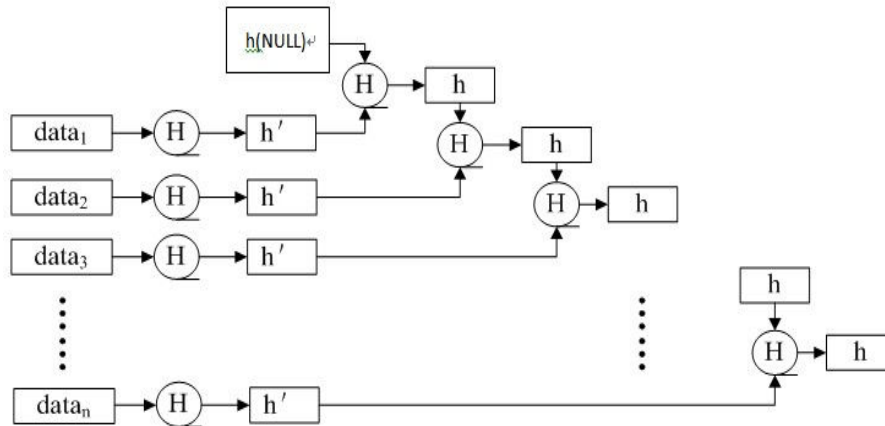 h(NULL)↵
H h
data₁ H h′ H h
data₂ H h′ H h
data₃ H h′
h
H h
dataₙ H h′